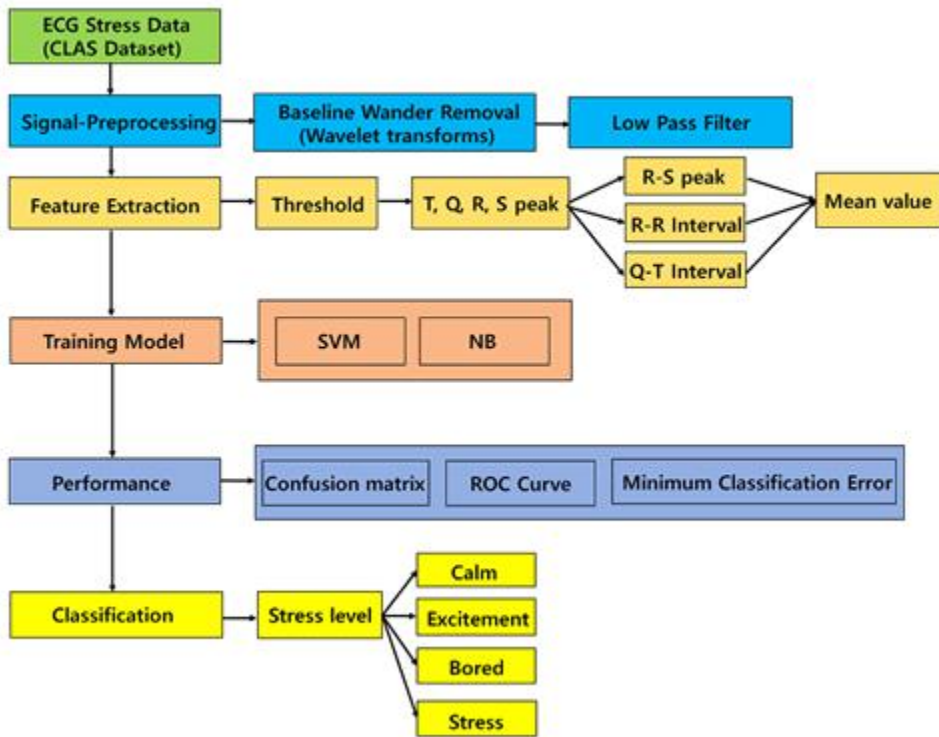 ECG Stress Data
(CLAS Dataset)
Signal-Preprocessing
Baseline Wander Removal
(Wavelet transforms)
Low Pass Filter
Feature Extraction
Threshold
T, Q, R, S peak
R-S peak
R-R Interval
Q-T Interval
Mean value
Training Model
SVM
NB
Performance
Confusion matrix
ROC Curve
Minimum Classification Error
Classification
Stress level
Calm
Excitement
Bored
Stress